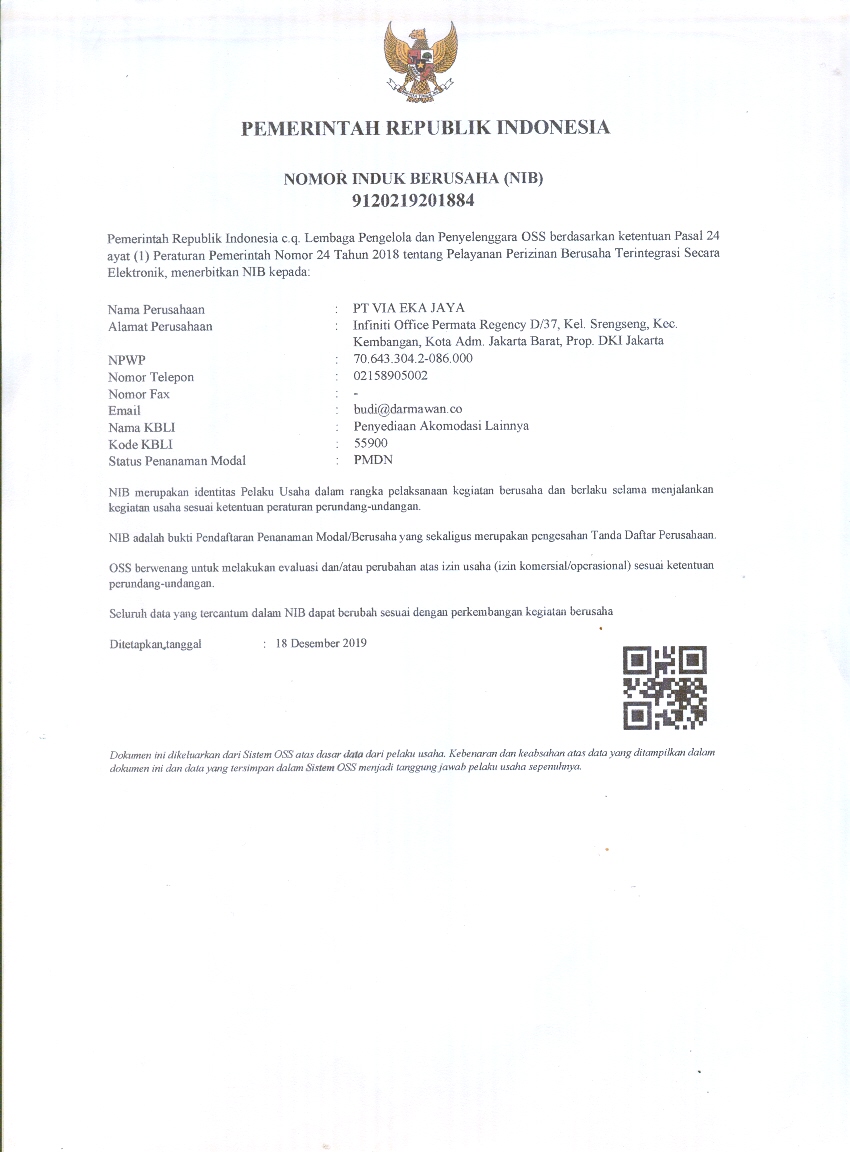 PEMERINTAH REPUBLIK INDONESIA
NOMOR INDUK BERUSAHA (NIB)
9120219201884
Pemerintah Republik Indonesia c.q. Lembaga Pengelola dan Penyelenggara OSS berdasarkan ketentuan Pasal 24
ayat (1) Peraturan Pemerintah Nomor 24 Tahun 2018 tentang Pelayanan Perizinan Berusaha Terintegrasi Secara
Elektronik, menerbitkan NIB kepada:
Nama Perusahaan : PT VIA EKA JAYA
Alamat Perusahaan : Infiniti Office Permata Regency D/37, Kel. Srengseng, Kec.
Kembangan, Kota Adm. Jakarta Barat, Prop. DKI Jakarta
NPWP : 70.643.304.2-086.000
Nomor Telepon : 02158905002
Nomor Fax : -
Email : budi@darmawan.co
Nama KBLI : Penyediaan Akomodasi Lainnya
Kode KBLI : 55900
Status Penanaman Modal : PMDN
NIB merupakan identitas Pelaku Usaha dalam rangka pelaksanaan kegiatan berusaha dan berlaku selama menjalankan
kegiatan usaha sesuai ketentuan peraturan perundang-undangan.
NIB adalah bukti Pendaftaran Penanaman Modal/Berusaha yang sekaligus merupakan pengesahan Tanda Daftar Perusahaan.
OSS berwenang untuk melakukan evaluasi dan/atau perubahan atas izin usaha (izin komersial/operasional) sesuai ketentuan
perundang-undangan.
Seluruh data yang tercantum dalam NIB dapat berubah sesuai dengan perkembangan kegiatan berusaha
Ditetapkan tanggal : 18 Desember 2019
Dokumen ini dikeluarkan dari Sistem OSS atas dasar data dari pelaku usaha. Kebenaran dan keabsahan atas data yang ditampilkan dalam
dokumen ini dan data yang tersimpan dalam Sistem OSS menjadi tanggung jawab pelaku usaha sepenuhnya.